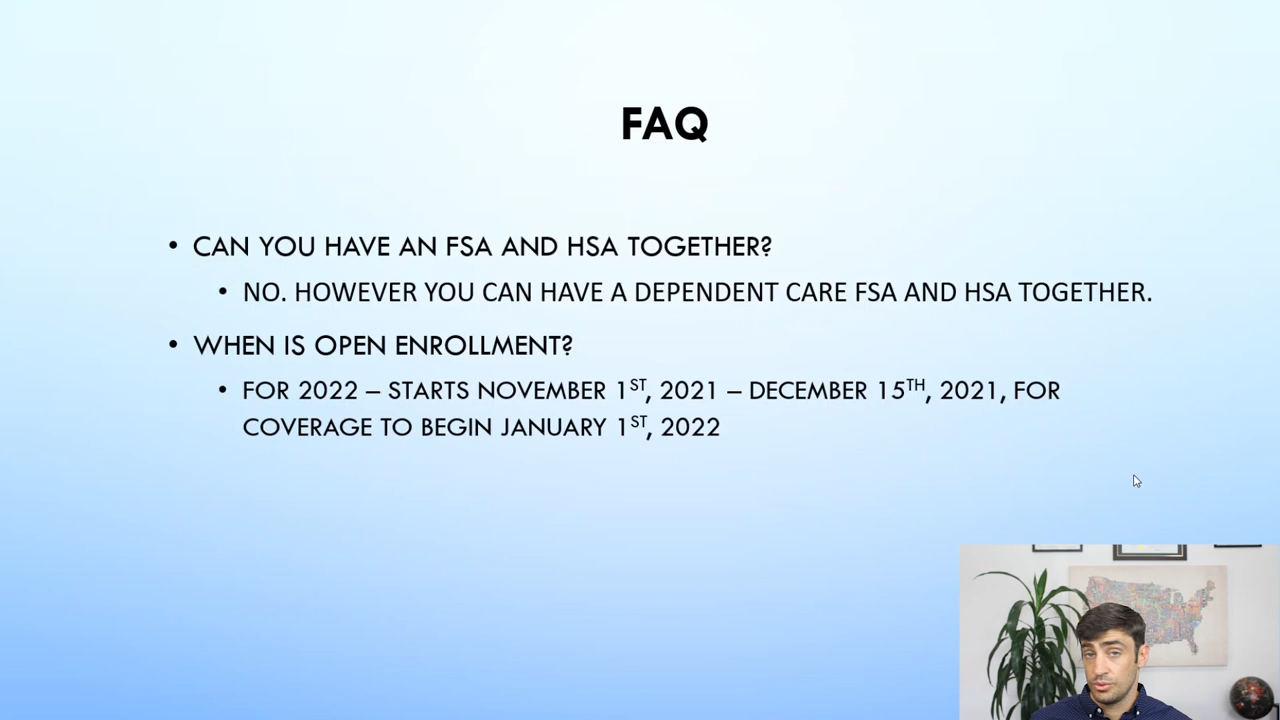 FAQ
• CAN YOU HAVE AN FSA AND HSA TOGETHER?
• NO. HOWEVER YOU CAN HAVE A DEPENDENT CARE FSA AND HSA TOGETHER.
• WHEN IS OPEN ENROLLMENT?
• FOR 2022 – STARTS NOVEMBER 1ST, 2021 – DECEMBER 15TH, 2021, FOR
COVERAGE TO BEGIN JANUARY 1ST, 2022